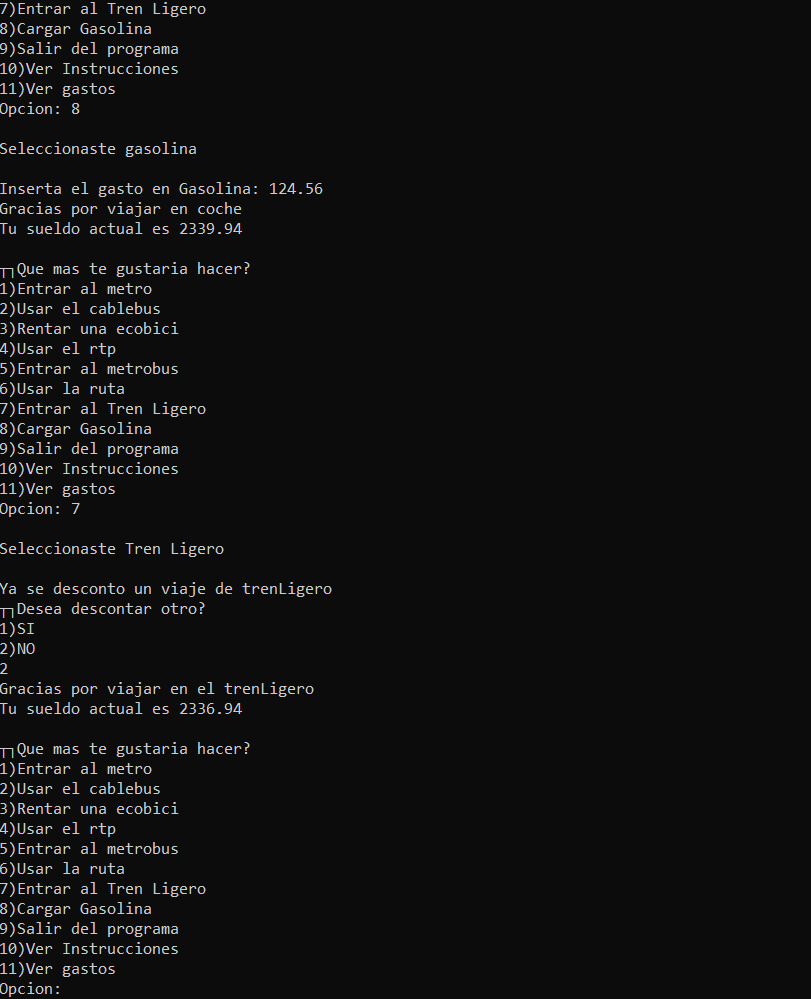 7)Entrar al Tren Ligero
8)Cargar Gasolina
9)Salir del programa
10)Ver Instrucciones
11)Ver gastos
Opcion: 8
Seleccionaste gasolina
Inserta el gasto en Gasolina: 124.56
Gracias por viajar en coche
Tu sueldo actual es 2339.94
┬┐Que mas te gustaria hacer?
1)Entrar al metro
2)Usar el cablebus
3)Rentar una ecobici
4)Usar el rtp
5)Entrar al metrobus
6)Usar la ruta
7)Entrar al Tren Ligero
8)Cargar Gasolina
9)Salir del programa
10)Ver Instrucciones
11)Ver gastos
Opcion: 7
Seleccionaste Tren Ligero
Ya se desconto un viaje de trenLigero
┬┐Desea descontar otro?
1)SI
2)NO
2
Gracias por viajar en el trenLigero
Tu sueldo actual es 2336.94
┬┐Que mas te gustaria hacer?
1)Entrar al metro
2)Usar el cablebus
3)Rentar una ecobici
4)Usar el rtp
5)Entrar al metrobus
6)Usar la ruta
7)Entrar al Tren Ligero
8)Cargar Gasolina
9)Salir del programa
10)Ver Instrucciones
11)Ver gastos
Opcion: